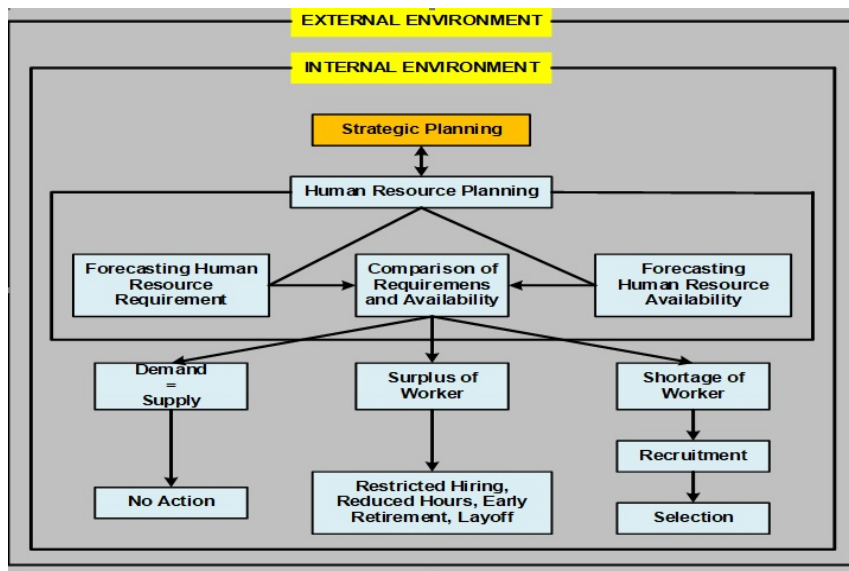 EXTERNAL ENVIRONMENT
INTERNAL ENVIRONMENT
Strategic Planning
Human Resource Planning
Forecasting Human
Resource
Requirement
Comparison of
Requiremens
and Availability
Forecasting
Human Resource
Availability
Demand
=
Supply
Surplus of
Worker
Shortage of
Worker
Recruitment
No Action
Restricted Hiring,
Reduced Hours, Early
Retirement, Layoff
Selection